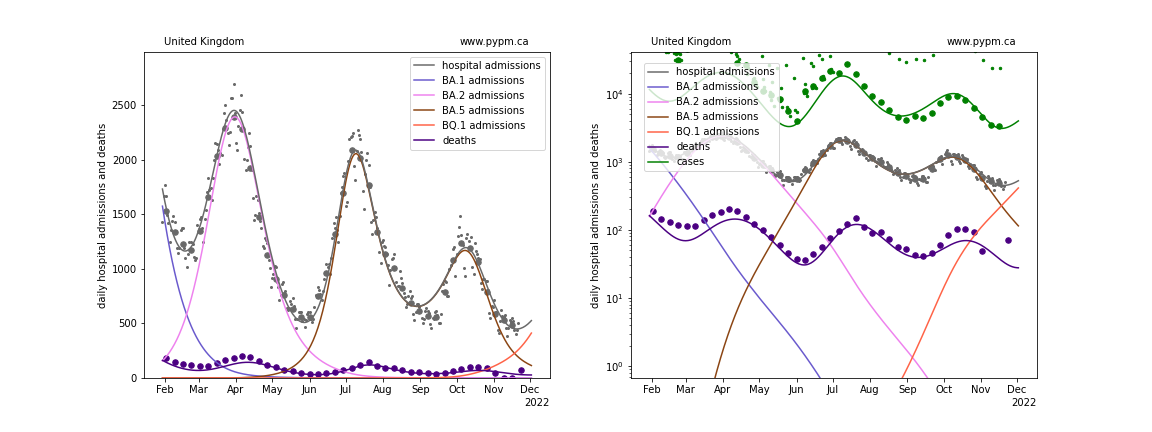 United Kingdom www.pypm.ca
hospital admissions
BA.1 admissions
BA.2 admissions
BA.5 admissions
BQ.1 admissions
deaths
daily hospital admissions and deaths
2500
2000
1500
1000
500
0
Feb Mar Apr May Jun Jul Aug Sep Oct Nov Dec
2022
United Kingdom www.pypm.ca
hospital admissions
BA.1 admissions
BA.2 admissions
BA.5 admissions
BQ.1 admissions
deaths
cases
daily hospital admissions and deaths
10⁴
10³
10²
10¹
10⁰
Feb Mar Apr May Jun Jul Aug Sep Oct Nov Dec
2022